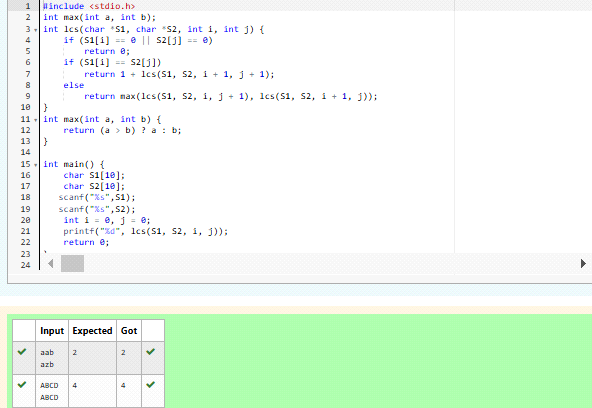 1 #include <stdio.h>
2 int max(int a, int b);
3 int lcs(char *S1, char *S2, int i, int j) {
4 if (S1[i] == 0 || S2[j] == 0)
5 return 0;
6 if (S1[i] == S2[j])
7 return 1 + lcs(S1, S2, i + 1, j + 1);
8 else
9 return max(lcs(S1, S2, i, j + 1), lcs(S1, S2, i + 1, j));
10 }
11 int max(int a, int b) {
12 return (a > b) ? a : b;
13 }
14
15 int main() {
16 char S1[10];
17 char S2[10];
18 scanf("%s",S1);
19 scanf("%s",S2);
20 int i = 0, j = 0;
21 printf("%d", lcs(S1, S2, i, j));
22 return 0;
23
24
Input Expected Got
aab 2 2
azb
ABCD 4 4
ABCD